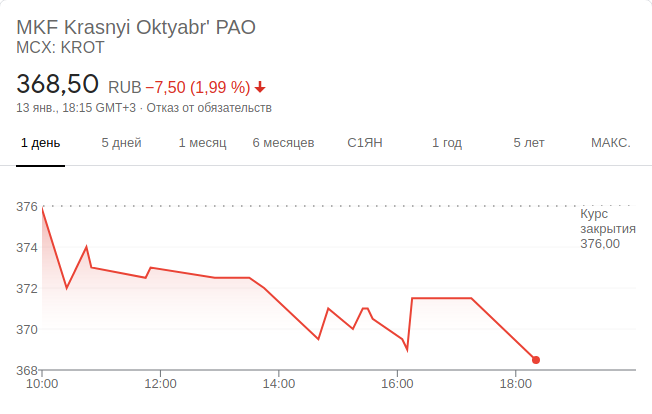 MKF Krasnyi Oktyabr' PAO
MCX: KROT
368,50 RUB −7,50 (1,99 %)
13 янв., 18:15 GMT+3 · Отказ от обязательств
1 день 5 дней 1 месяц 6 месяцев С1ЯН 1 год 5 лет МАКС.
376
Курс
закрытия
376,00
374
372
370
368
10:00 12:00 14:00 16:00 18:00